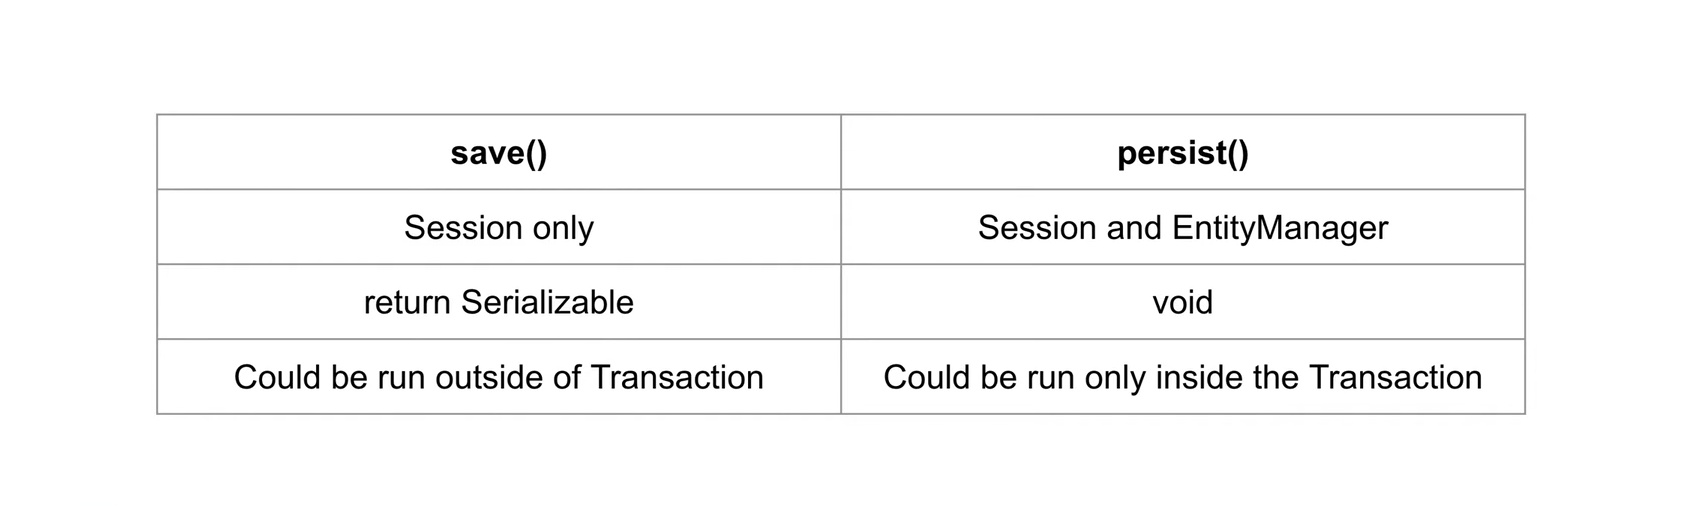 save()
persist()
Session only
Session and EntityManager
return Serializable
void
Could be run outside of Transaction
Could be run only inside the Transaction